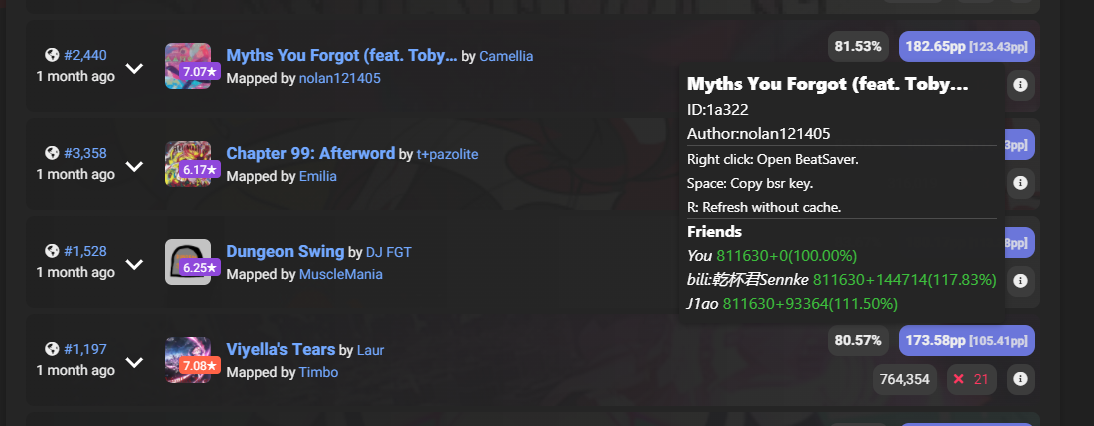 #2,440
1 month ago
7.07★
Myths You Forgot (feat. Toby... by Camellia
Mapped by nolan121405
81.53%
182.65pp [123.43pp]
Myths You Forgot (feat. Toby...
ID:1a322
Author:nolan121405
Right click: Open BeatSaver.
Space: Copy bsr key.
R: Refresh without cache.
Friends
You 811630+0(100.00%)
bili:乾杯君Sennke 811630+144714(117.83%)
J1ao 811630+93364(111.50%)
#3,358
1 month ago
6.17★
Chapter 99: Afterword by t+pazolite
Mapped by Emilia
3pp]
#1,528
1 month ago
6.25★
Dungeon Swing by DJ FGT
Mapped by MuscleMania
8pp]
#1,197
1 month ago
7.08★
Viyella's Tears by Laur
Mapped by Timbo
80.57%
173.58pp [105.41pp]
764,354
✕ 21